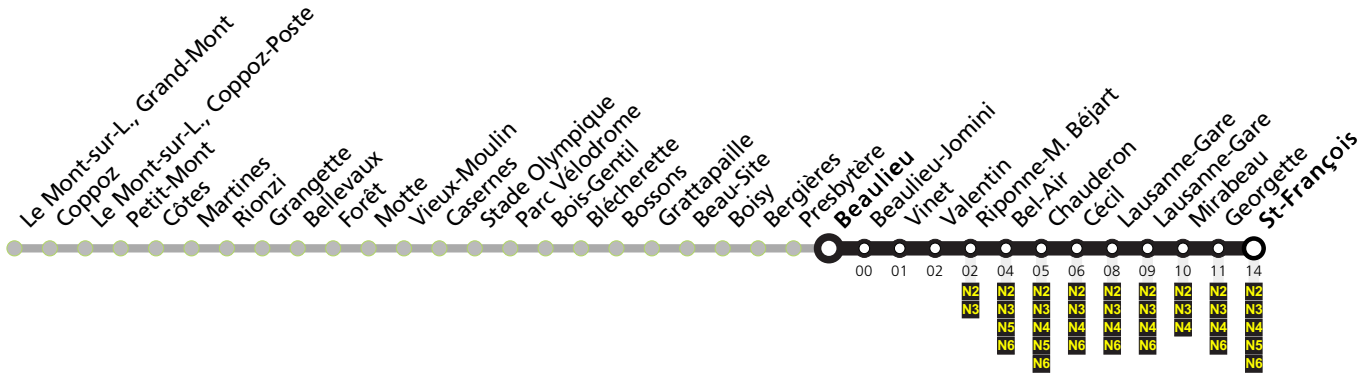 Le Mont-sur-L., Grand-Mont
Coppoz
Le Mont-sur-L., Coppoz-Poste
Petit-Mont
Côtes
Martines
Rionzi
Grangette
Bellevaux
Forêt
Motte
Vieux-Moulin
Casernes
Stade Olympique
Parc Vélodrome
Bois-Gentil
Blécherette
Bossons
Grattapaille
Beau-Site
Boisy
Bergières
Presbytère
Beaulieu
Beaulieu-Jomini
Vinet
Valentin
Riponne-M. Béjart
Bel-Air
Chauderon
Cécil
Lausanne-Gare
Lausanne-Gare
Mirabeau
Georgette
St-François
00 01 02 02 04 05 06 08 09 10 11 14
N2 N2 N2 N2 N2 N2 N2 N2 N2
N3 N3 N3 N3 N3 N3 N3 N3 N3
N5 N4 N4 N4 N4 N4 N4 N4
N6 N5 N6 N6 N6 N6 N5
N6 N6